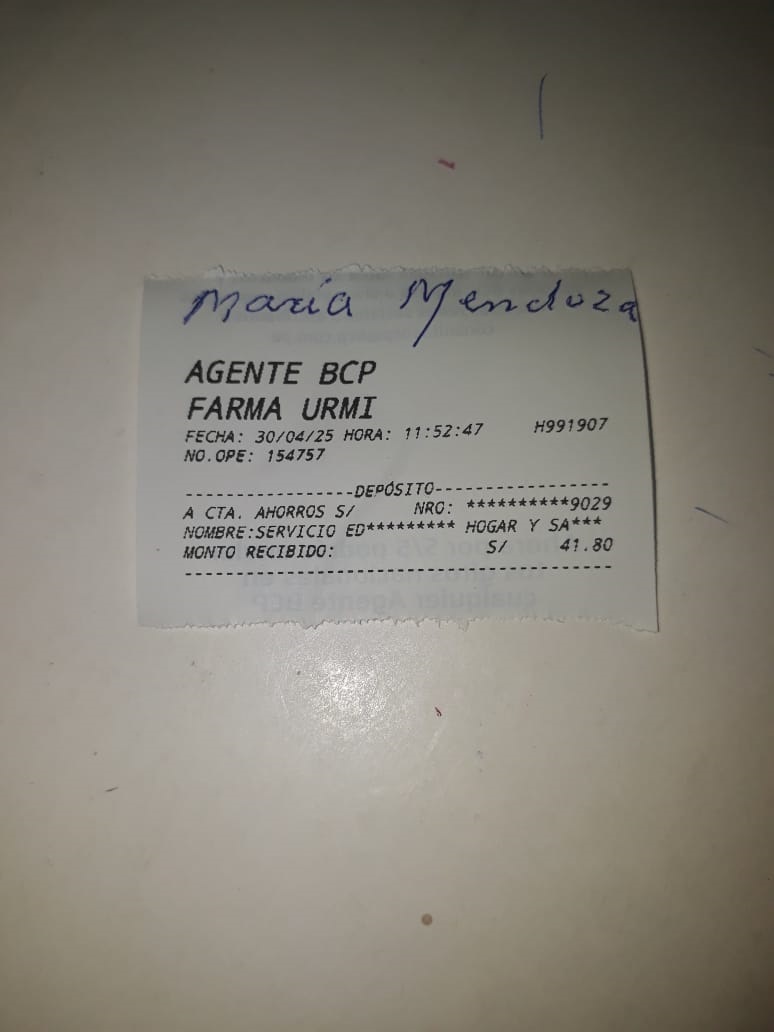 María Mendoza
AGENTE BCP
FARMA URMI
FECHA: 30/04/25 HORA: 11:52:47 H991907
NO.OPE: 154757
-----------------DEPÓSITO-----------------
A CTA. AHORROS S/ NRO: **********9029
NOMBRE:SERVICIO ED********* HOGAR Y SA***
MONTO RECIBIDO: S/ 41.80
------------------------------------------